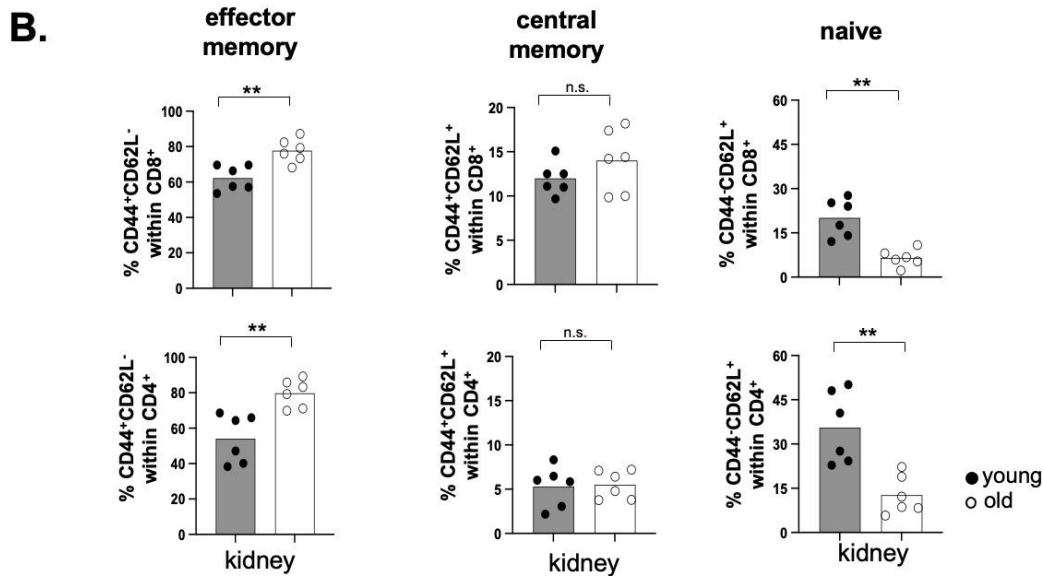 B.
effector
memory
central
memory
naive
% CD44⁺CD62L⁻
within CD8⁺
100
80
60
40
20
0
**
% CD44⁺CD62L⁺
within CD8⁺
20
15
10
5
0
n.s.
% CD44⁻CD62L⁺
within CD8⁺
60
45
30
15
0
**
% CD44⁺CD62L⁻
within CD4⁺
100
80
60
40
20
0
**
kidney
% CD44⁺CD62L⁺
within CD4⁺
20
15
10
5
0
n.s.
kidney
% CD44⁻CD62L⁺
within CD4⁺
60
45
30
15
0
**
kidney
young
old